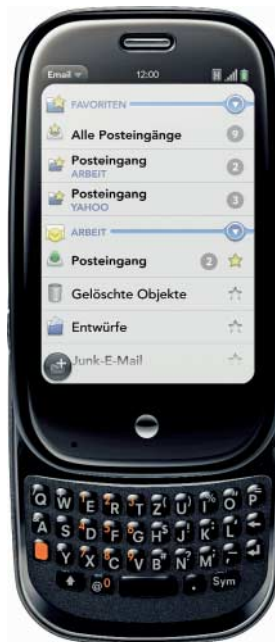 Email 12:00 H
FAVORITEN
Alle Posteingänge 9
Posteingang 2
ARBEIT
Posteingang 3
YAHOO
ARBEIT
Posteingang 2
Gelöschte Objekte
Entwürfe
Junk-E-Mail
Q W E R T Z U I O P
A S D F G H J K L
Y X C V B N M
@ 0 . Sym